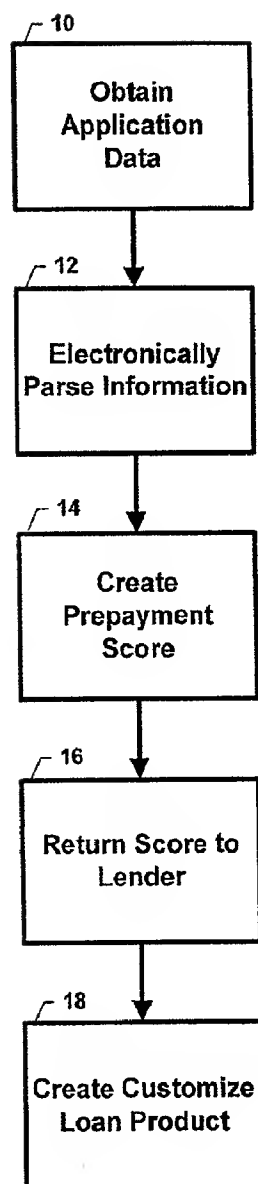 10
Obtain
Application
Data
12
Electronically
Parse Information
14
Create
Prepayment
Score
16
Return Score to
Lender
18
Create Customize
Loan Product